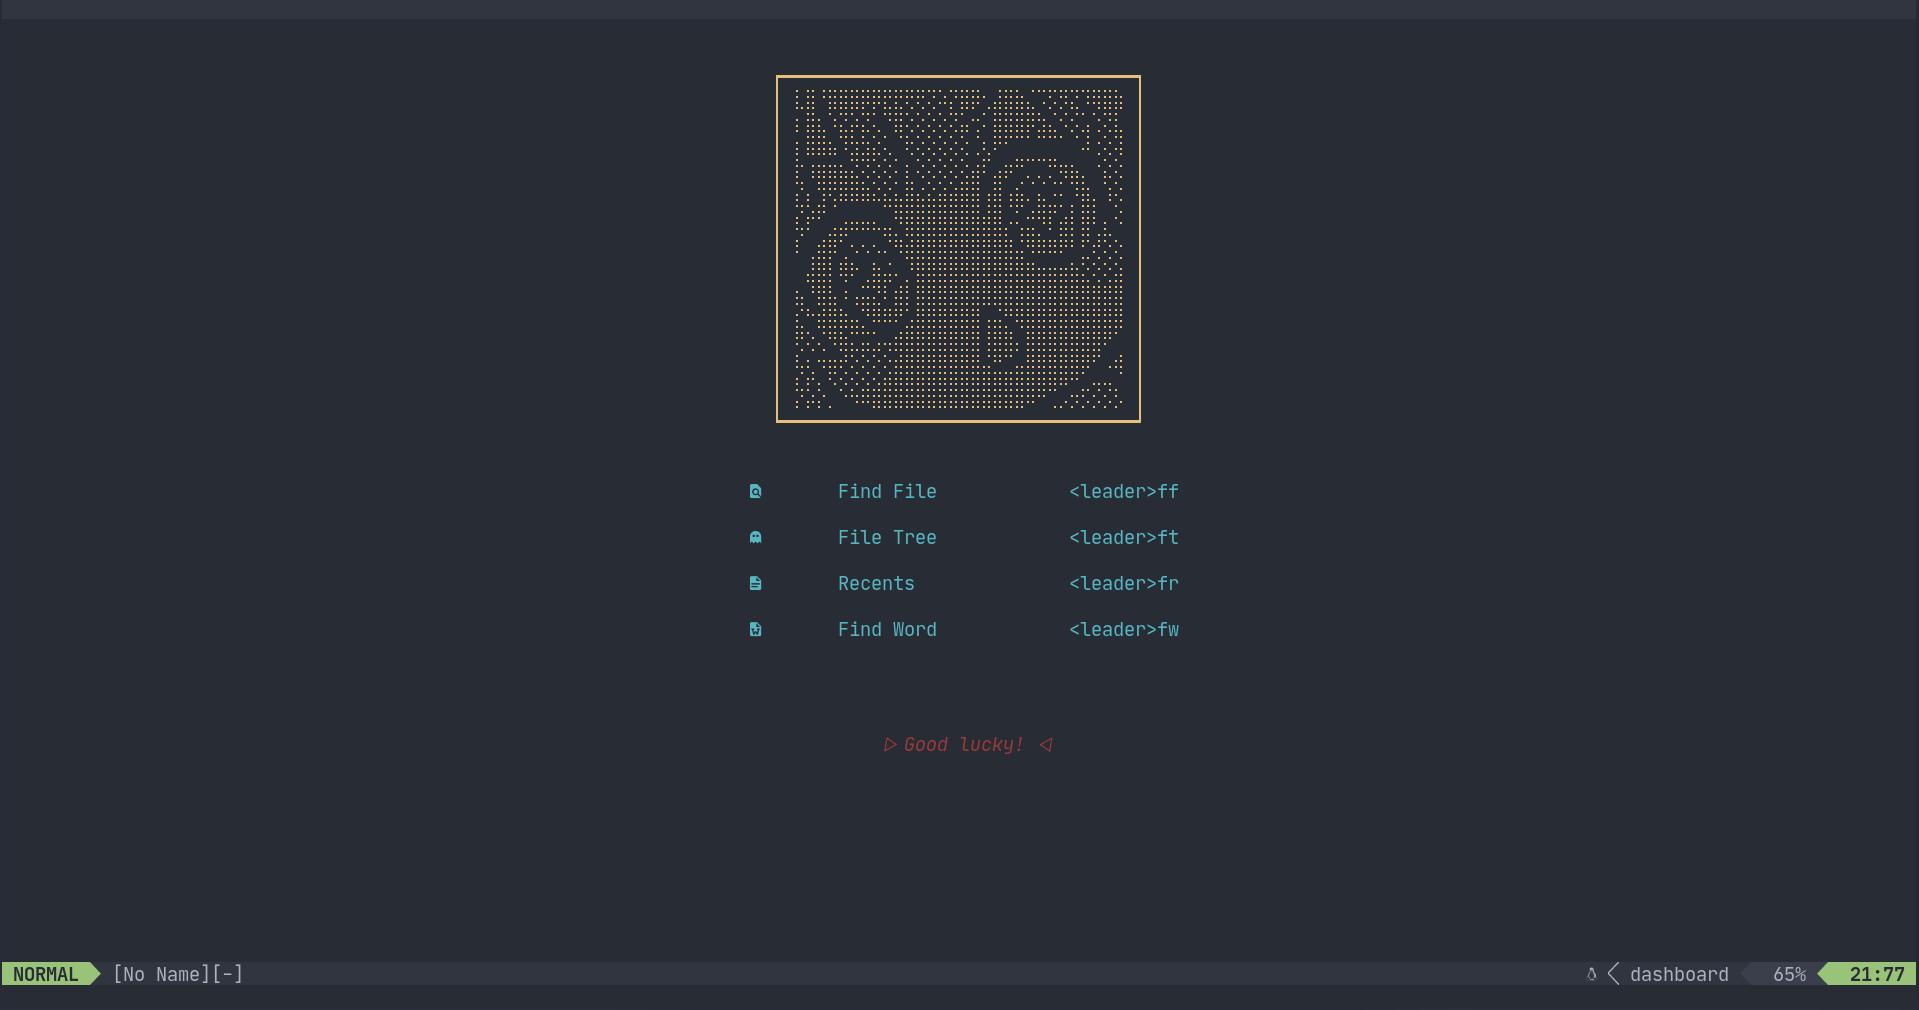 Find File <leader>ff
File Tree <leader>ft
Recents <leader>fr
Find Word <leader>fw
▷ Good lucky! ◁
NORMAL [No Name][-] dashboard 65% 21:77